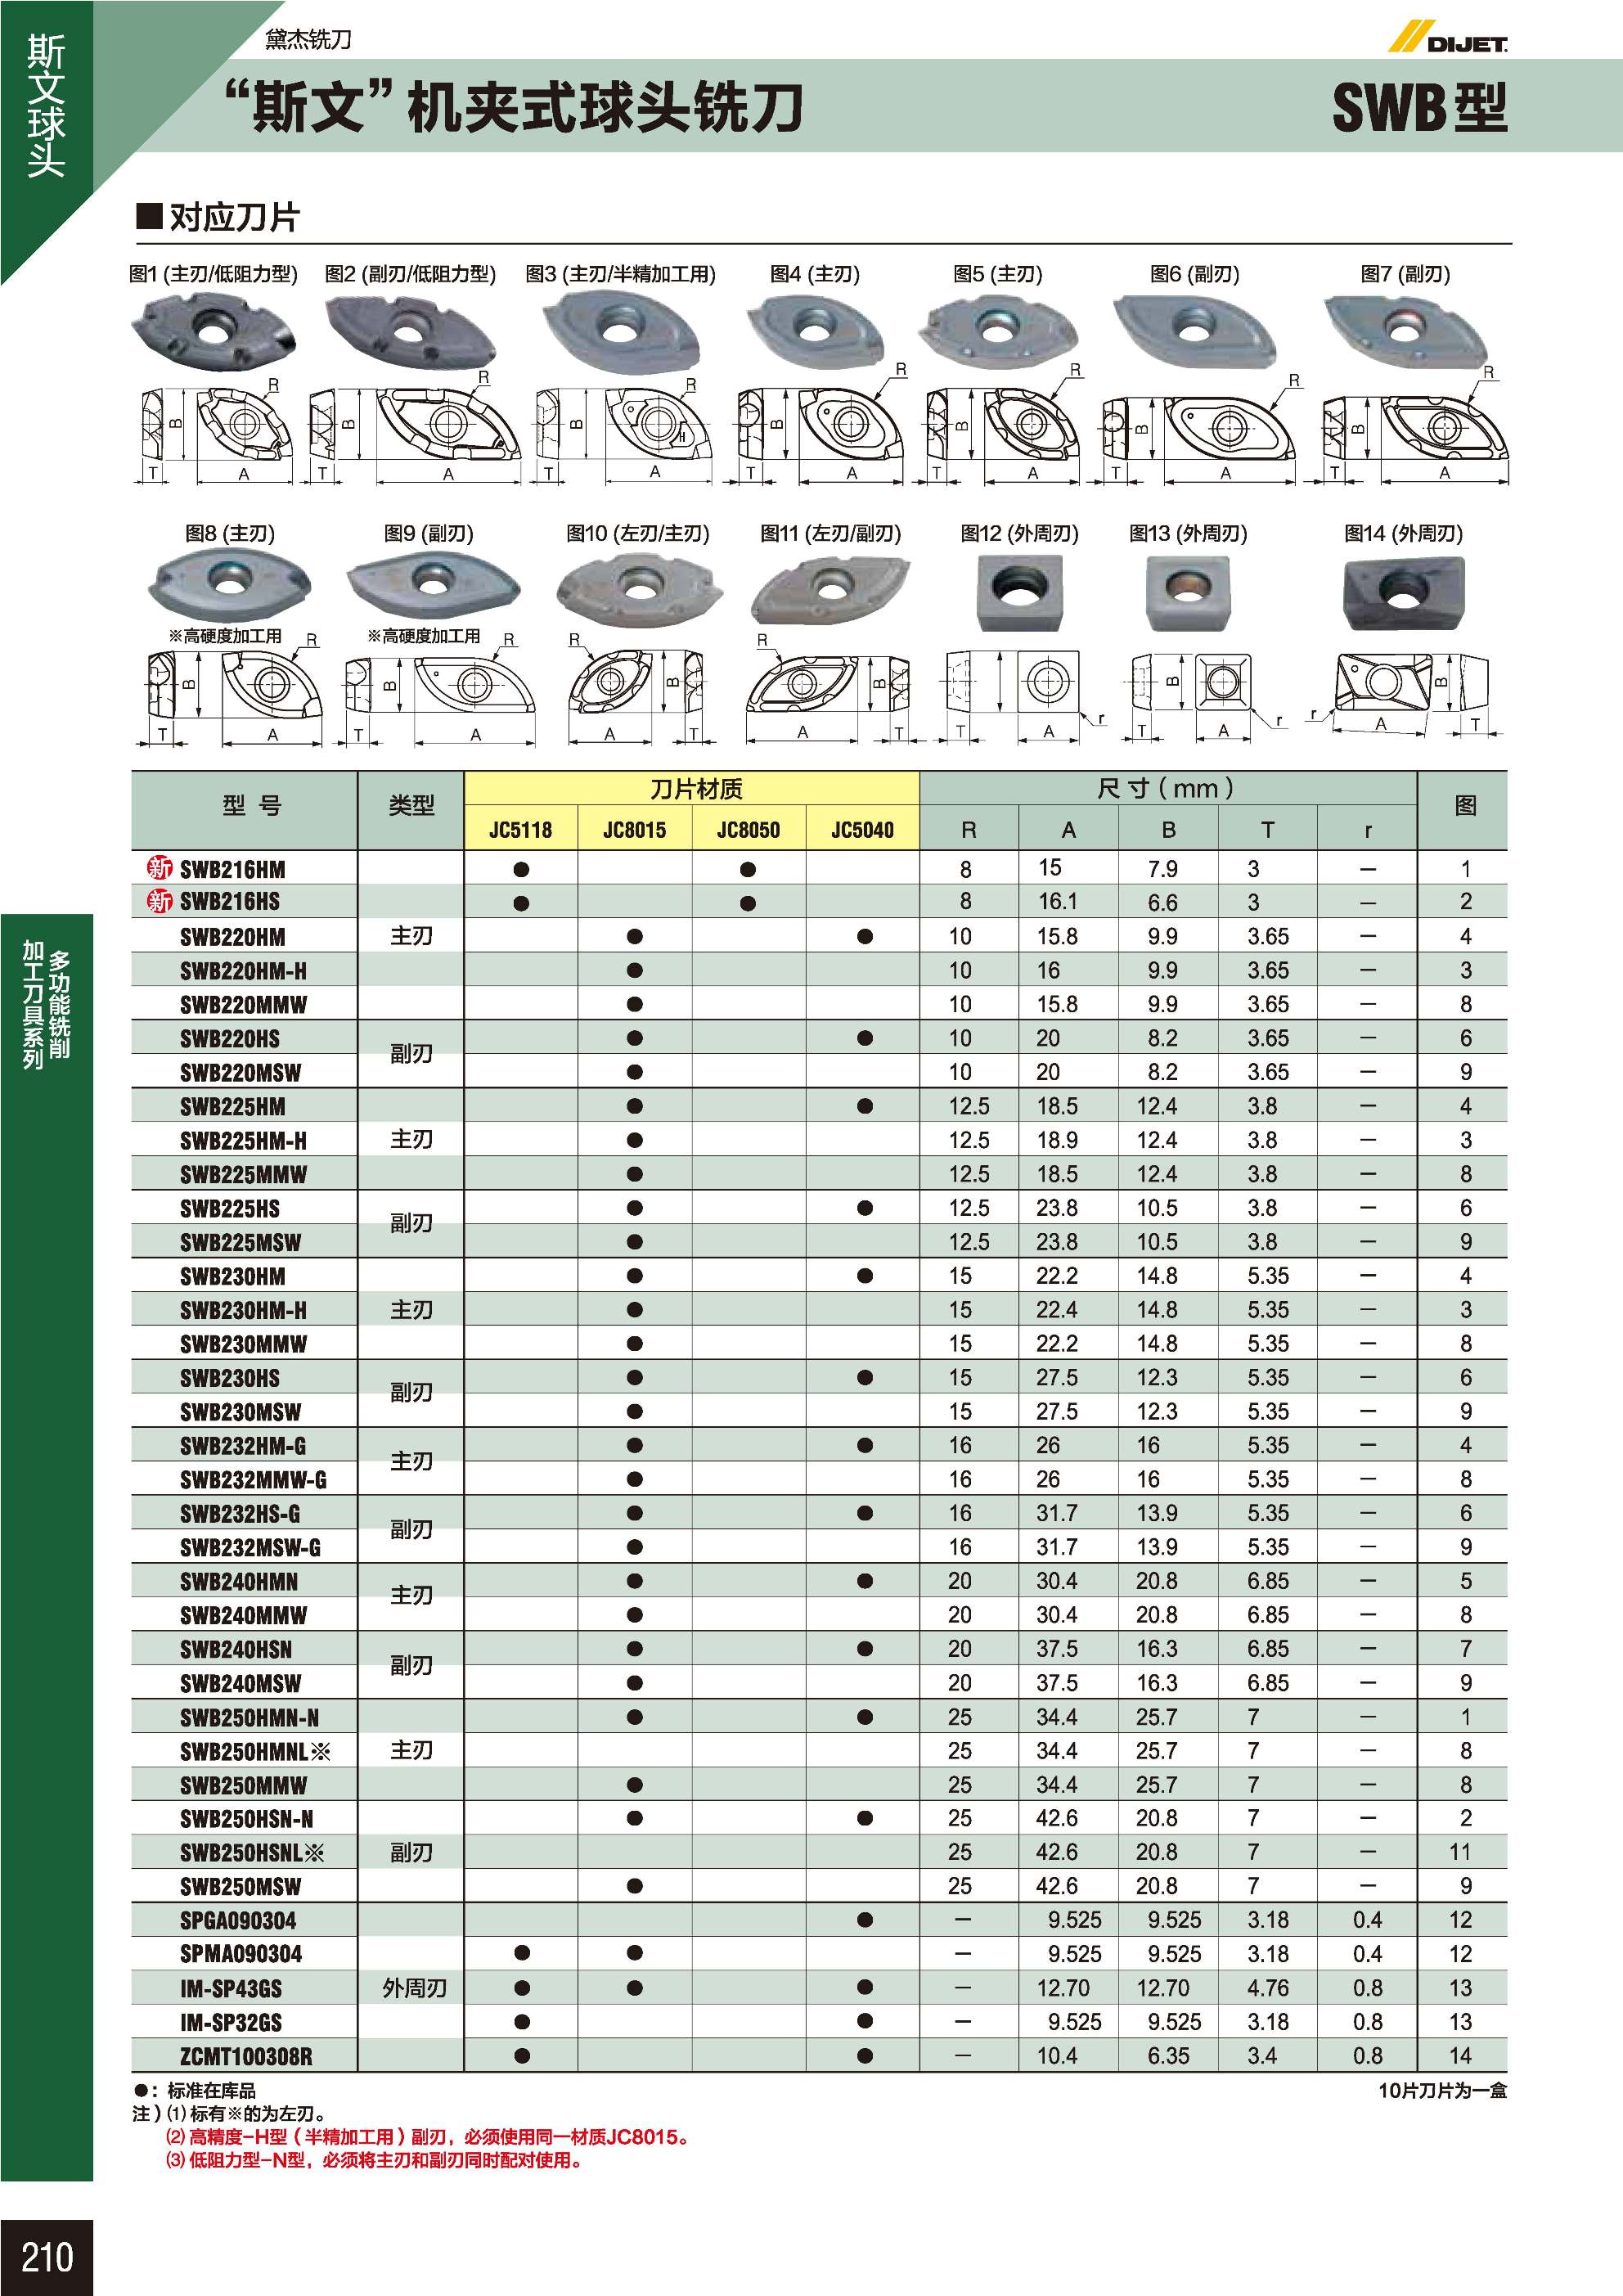 斯文球头
黛杰铣刀
DIJET
“斯文”机夹式球头铣刀
SWB型
■对应刀片
图1 (主刃/低阻力型) 图2 (副刃/低阻力型) 图3 (主刃/半精加工用) 图4 (主刃) 图5 (主刃) 图6 (副刃) 图7 (副刃)
R R R R R R R
B B B H B B B B
T A T A T A T A T A T A T A
图8 (主刃) 图9 (副刃) 图10 (左刃/主刃) 图11 (左刃/副刃) 图12 (外周刃) 图13 (外周刃) 图14 (外周刃)
※高硬度加工用 R ※高硬度加工用 R R R
B B B B B B
T A T A A T A T T A r T A r r A T
型 号 类型 刀片材质 尺 寸（mm） 图
JC5118 JC8015 JC8050 JC5040 R A B T r
新 SWB216HM ● ● 8 15 7.9 3 — 1
新 SWB216HS ● ● 8 16.1 6.6 3 — 2
SWB220HM 主刃 ● ● 10 15.8 9.9 3.65 — 4
SWB220HM-H ● 10 16 9.9 3.65 — 3
SWB220MMW ● 10 15.8 9.9 3.65 — 8
SWB220HS 副刃 ● ● 10 20 8.2 3.65 — 6
SWB220MSW ● 10 20 8.2 3.65 — 9
SWB225HM ● ● 12.5 18.5 12.4 3.8 — 4
SWB225HM-H 主刃 ● 12.5 18.9 12.4 3.8 — 3
SWB225MMW ● 12.5 18.5 12.4 3.8 — 8
SWB225HS 副刃 ● ● 12.5 23.8 10.5 3.8 — 6
SWB225MSW ● 12.5 23.8 10.5 3.8 — 9
SWB230HM ● ● 15 22.2 14.8 5.35 — 4
SWB230HM-H 主刃 ● 15 22.4 14.8 5.35 — 3
SWB230MMW ● 15 22.2 14.8 5.35 — 8
SWB230HS 副刃 ● ● 15 27.5 12.3 5.35 — 6
SWB230MSW ● 15 27.5 12.3 5.35 — 9
SWB232HM-G 主刃 ● ● 16 26 16 5.35 — 4
SWB232MMW-G ● 16 26 16 5.35 — 8
SWB232HS-G 副刃 ● ● 16 31.7 13.9 5.35 — 6
SWB232MSW-G ● 16 31.7 13.9 5.35 — 9
SWB240HMN 主刃 ● ● 20 30.4 20.8 6.85 — 5
SWB240MMW ● 20 30.4 20.8 6.85 — 8
SWB240HSN 副刃 ● ● 20 37.5 16.3 6.85 — 7
SWB240MSW ● 20 37.5 16.3 6.85 — 9
SWB250HMN-N ● ● 25 34.4 25.7 7 — 1
SWB250HMNL※ 主刃 25 34.4 25.7 7 — 8
SWB250MMW ● 25 34.4 25.7 7 — 8
SWB250HSN-N ● ● 25 42.6 20.8 7 — 2
SWB250HSNL※ 副刃 25 42.6 20.8 7 — 11
SWB250MSW ● 25 42.6 20.8 7 — 9
SPGA090304 ● — 9.525 9.525 3.18 0.4 12
SPMA090304 ● ● — 9.525 9.525 3.18 0.4 12
IM-SP43GS 外周刃 ● ● ● — 12.70 12.70 4.76 0.8 13
IM-SP32GS ● ● — 9.525 9.525 3.18 0.8 13
ZCMT100308R ● ● — 10.4 6.35 3.4 0.8 14
●：标准在库品
10片刀片为一盒
注）⑴ 标有※的为左刃。
⑵ 高精度-H型（半精加工用）副刃，必须使用同一材质JC8015。
⑶ 低阻力型-N型，必须将主刃和副刃同时配对使用。
多功能铣削
加工刀具系列
210